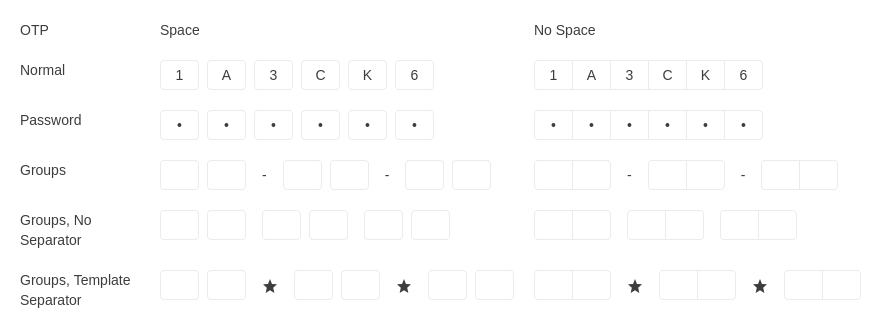 OTP Space No Space
Normal 1 A 3 C K 6 1 A 3 C K 6
Password • • • • • • • • • • • •
Groups - - - -
Groups, No
Separator
Groups, Template ★ ★ ★ ★
Separator